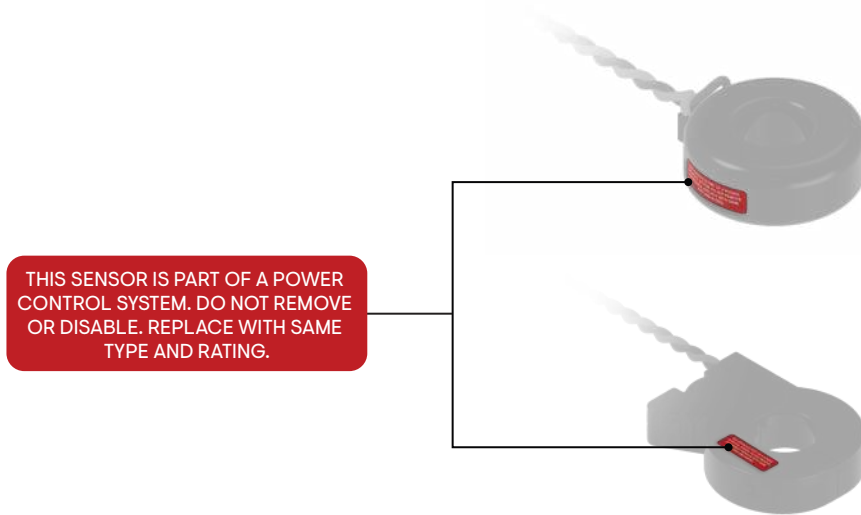 THIS SENSOR IS PART OF A POWER
CONTROL SYSTEM. DO NOT REMOVE
OR DISABLE. REPLACE WITH SAME
TYPE AND RATING.